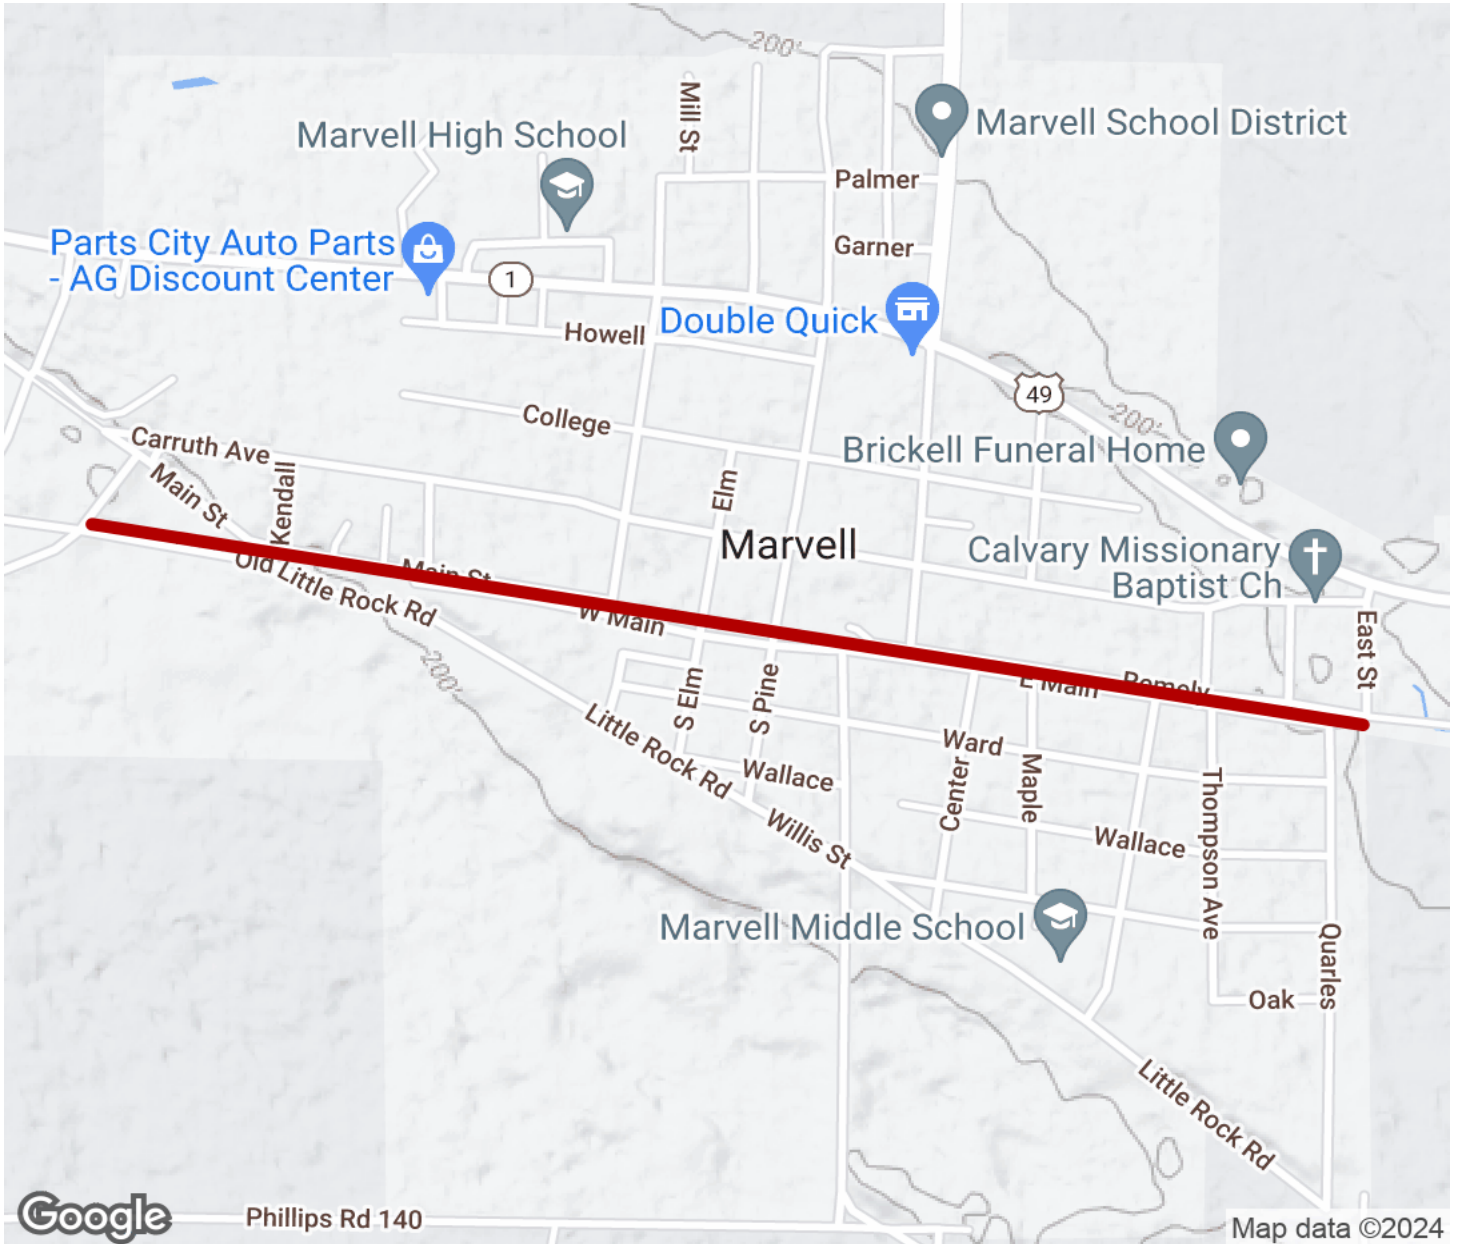 200'
Mill St
Marvell High School
Marvell School District
Palmer
Parts City Auto Parts
- AG Discount Center
Garner
1
Double Quick
Howell
49
College
200'
Carruth Ave
Brickell Funeral Home
Main St
Kendall
Elm
Marvell
Calvary Missionary
Baptist Ch
Old Little Rock Rd
Main St
W Main
East St
200'
S Elm
S Pine
E Main
Little Rock Rd
Ward
Wallace
Center
Maple
Thompson Ave
Willis St
Wallace
Marvell Middle School
Quarles
Oak
Little Rock Rd
Google
Phillips Rd 140
Map data ©2024